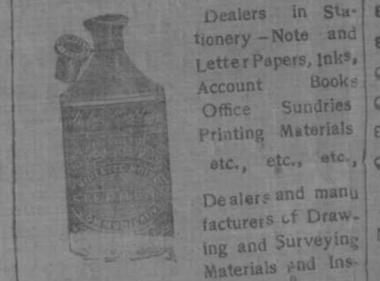 Dealers in Sta-
tionery – Note and
Letter Papers, Inks,
Account Books
Office Sundries
Printing Materials
etc., etc., etc.,
Dealers and manu
facturers of Draw-
ing and Surveying
Materials and Ins-